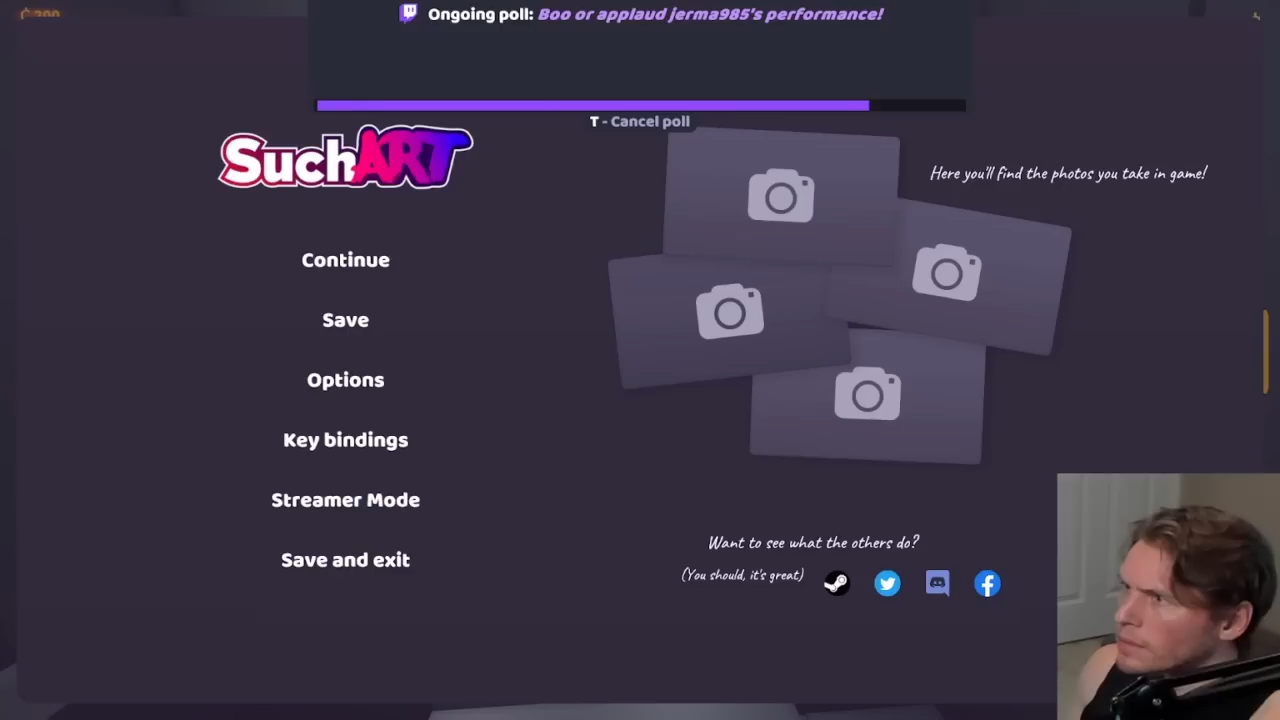 Ongoing poll: Boo or applaud jerma985's performance!
T - Cancel poll
SuchART
Here you'll find the photos you take in game!
Continue
Save
Options
Key bindings
Streamer Mode
Save and exit
Want to see what the others do?
(You should, it's great)